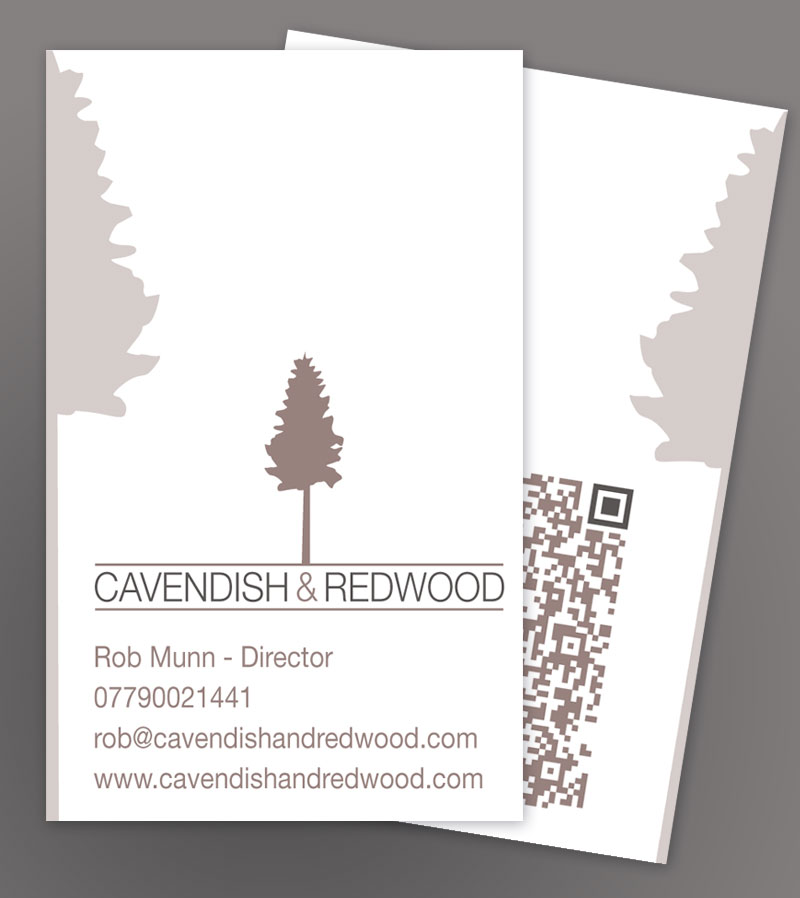 CAVENDISH & REDWOOD
Rob Munn - Director
07790021441
rob@cavendishandredwood.com
www.cavendishandredwood.com